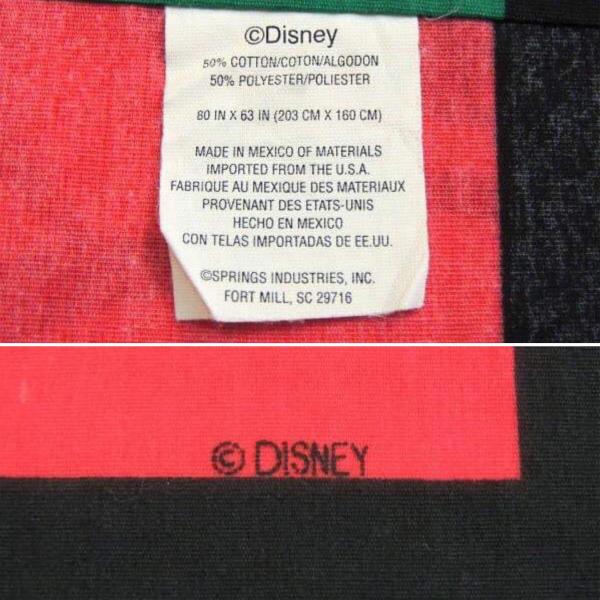 ©Disney
50% COTTON/COTON/ALGODON
50% POLYESTER/POLIESTER
80 IN X 63 IN (203 CM X 160 CM)
MADE IN MEXICO OF MATERIALS
IMPORTED FROM THE U.S.A.
FABRIQUE AU MEXIQUE DES MATERIAUX
PROVENANT DES ETATS-UNIS
HECHO EN MEXICO
CON TELAS IMPORTADAS DE EE.UU.
©SPRINGS INDUSTRIES, INC.
FORT MILL, SC 29716
© DISNEY